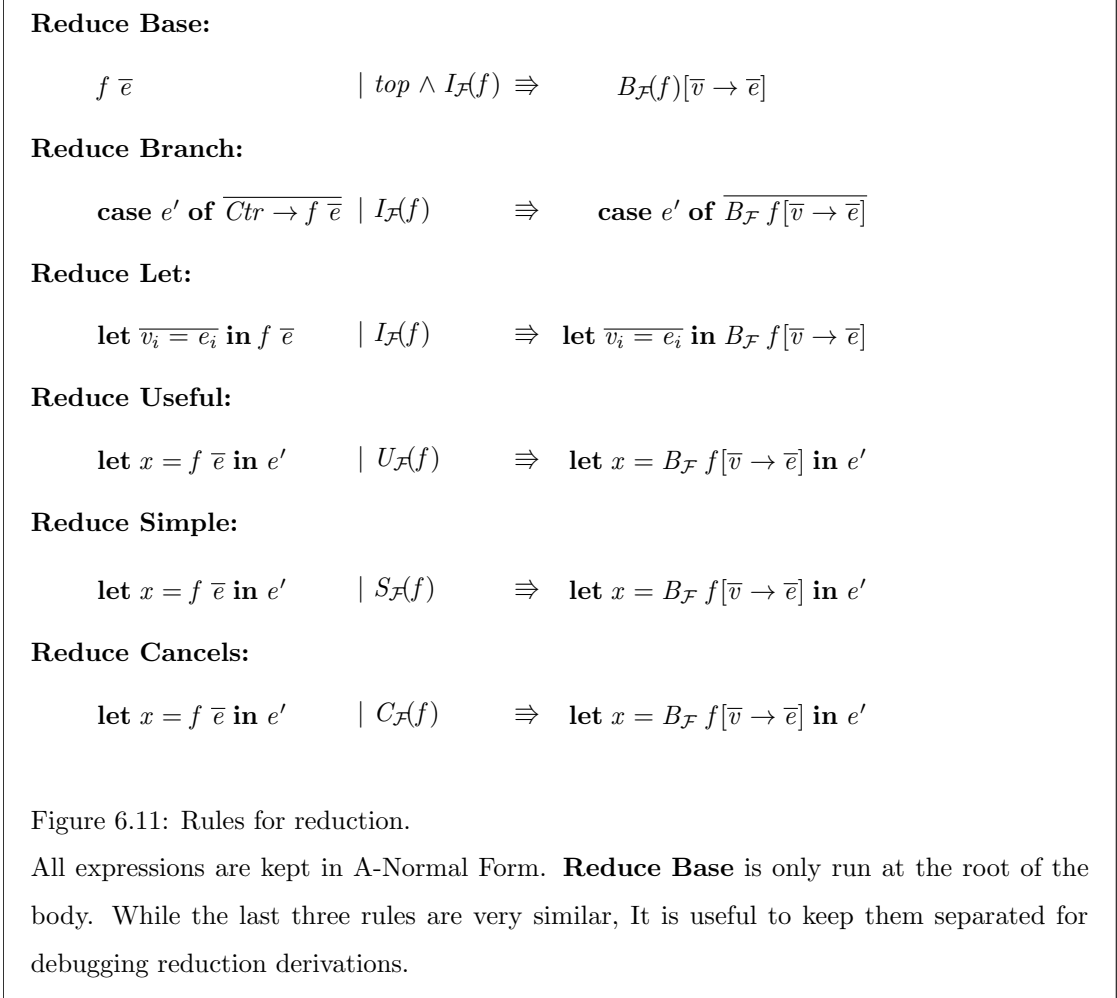 Reduce Base:
f e̅ | top ∧ I_ℱ(f) ⇛ B_ℱ(f)[v̅ → e̅]
Reduce Branch:
case e′ of \overline{Ctr → f e̅} | I_ℱ(f) ⇛ case e′ of \overline{B_ℱ f[v̅ → e̅]}
Reduce Let:
let \overline{v_i = e_i} in f e̅ | I_ℱ(f) ⇛ let \overline{v_i = e_i} in B_ℱ f[v̅ → e̅]
Reduce Useful:
let x = f e̅ in e′ | U_ℱ(f) ⇛ let x = B_ℱ f[v̅ → e̅] in e′
Reduce Simple:
let x = f e̅ in e′ | S_ℱ(f) ⇛ let x = B_ℱ f[v̅ → e̅] in e′
Reduce Cancels:
let x = f e̅ in e′ | C_ℱ(f) ⇛ let x = B_ℱ f[v̅ → e̅] in e′
Figure 6.11: Rules for reduction.
All expressions are kept in A-Normal Form. Reduce Base is only run at the root of the
body. While the last three rules are very similar, It is useful to keep them separated for
debugging reduction derivations.